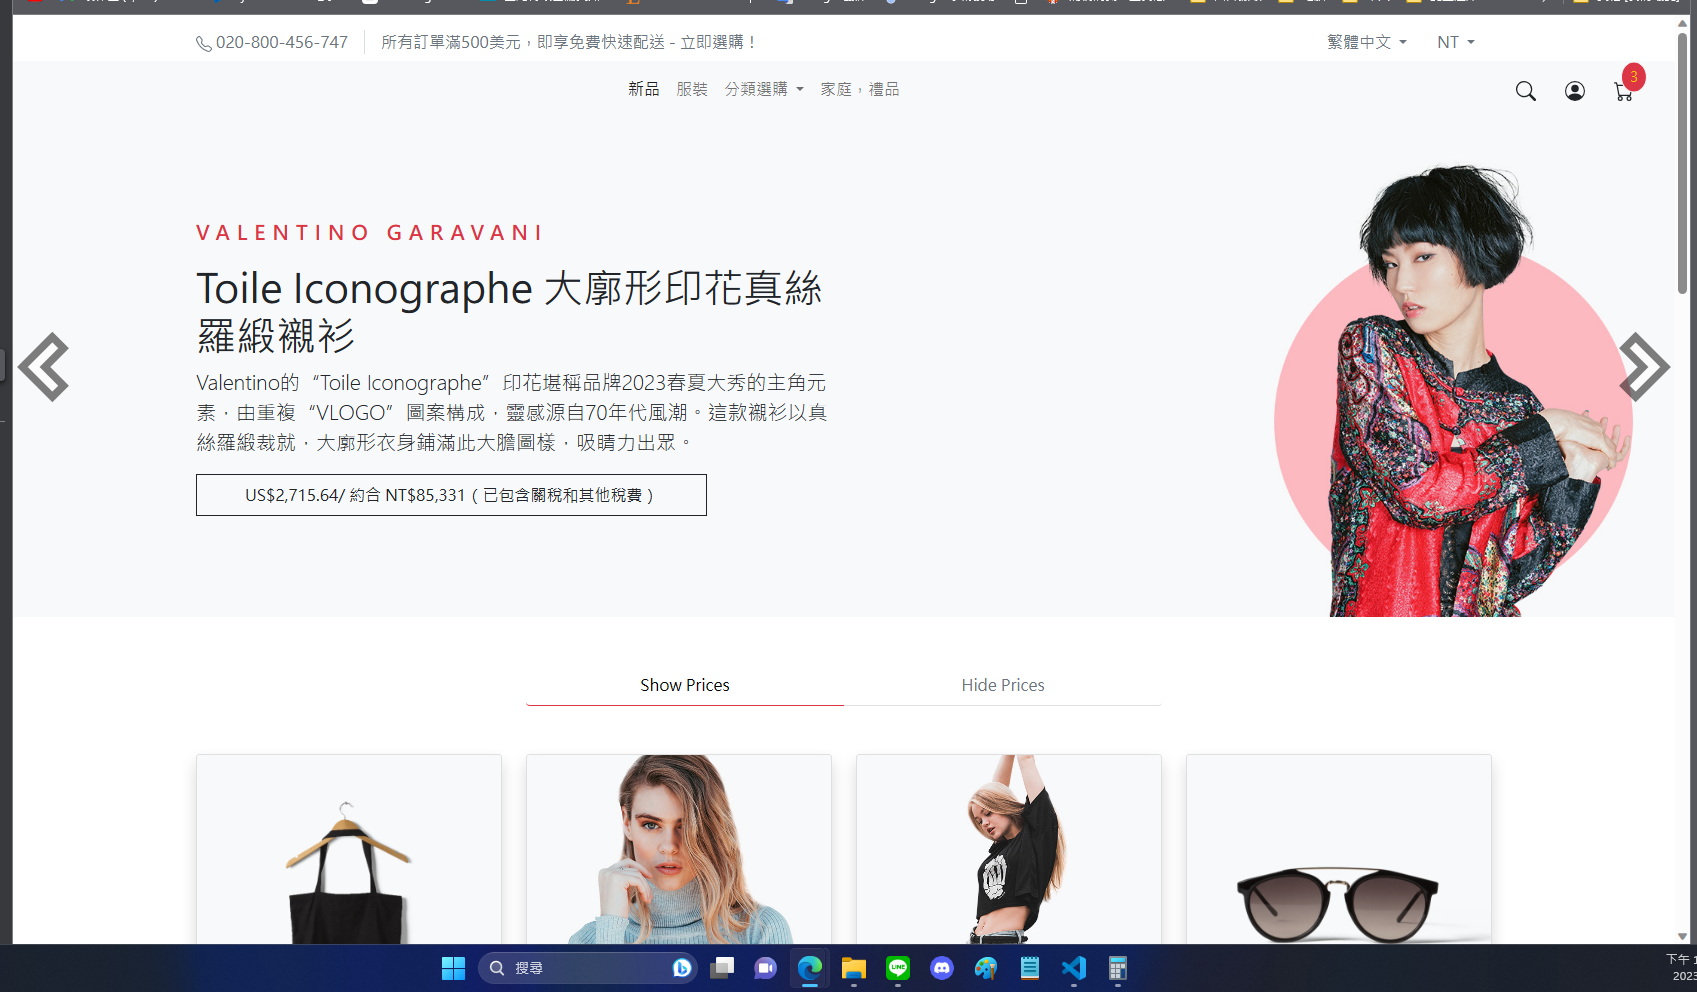 020-800-456-747
所有訂單滿500美元，即享免費快速配送 - 立即選購！
繁體中文
NT
新品
服裝
分類選購
家庭，禮品
3
VALENTINO GARAVANI
Toile Iconographe 大廓形印花真絲
羅緞襯衫
Valentino的“Toile Iconographe”印花堪稱品牌2023春夏大秀的主角元
素，由重複“VLOGO”圖案構成，靈感源自70年代風潮。這款襯衫以真
絲羅緞裁就，大廓形衣身鋪滿此大膽圖樣，吸睛力出眾。
US$2,715.64/ 約合 NT$85,331（已包含關稅和其他稅費）
Show Prices
Hide Prices
搜尋
LINE
下午 1
2023